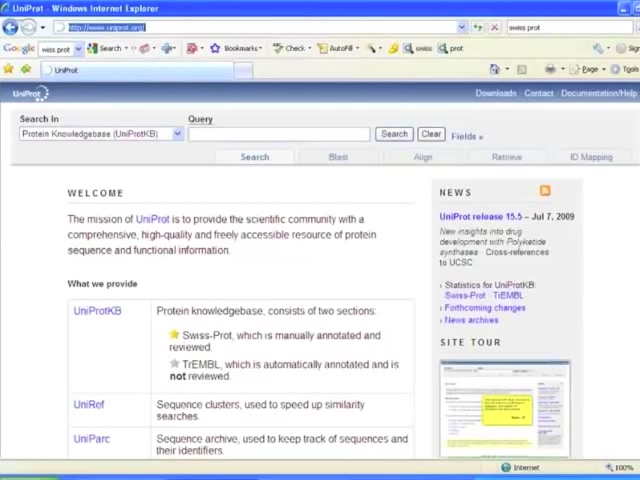 UniProt - Windows Internet Explorer
http://www.uniprot.org/
swiss prot
Google
wiss prot
Search
Bookmarks
Check
AutoFill
swiss
prot
Sign
UniProt
Page
Tools
UniProt
Downloads · Contact · Documentation/Help
Search in
Query
Protein Knowledgebase (UniProtKB)
Search
Clear
Fields »
Search
Blast
Align
Retrieve
ID Mapping
WELCOME
The mission of UniProt is to provide the scientific community with a
comprehensive, high-quality and freely accessible resource of protein
sequence and functional information.
What we provide
UniProtKB
Protein knowledgebase, consists of two sections:
Swiss-Prot, which is manually annotated and
reviewed.
TrEMBL, which is automatically annotated and is
not reviewed.
UniRef
Sequence clusters, used to speed up similarity
searches.
UniParc
Sequence archive, used to keep track of sequences and
their identifiers.
NEWS
UniProt release 15.5 – Jul 7, 2009
New insights into drug
development with Polyketide
synthases · Cross-references
to UCSC
› Statistics for UniProtKB:
Swiss-Prot · TrEMBL
› Forthcoming changes
› News archives
SITE TOUR
Internet
100%